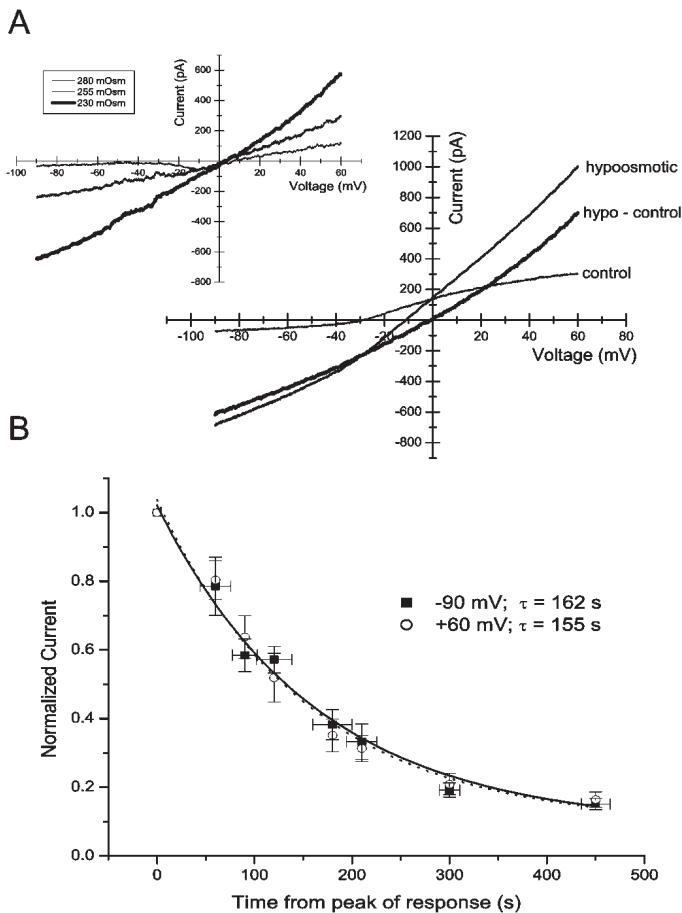 A
280 mOsm
255 mOsm
230 mOsm
Current (pA)
600
400
200
-100 -80 -60 -40 -20 20 40 60
Voltage (mV)
-200
-400
-600
-800
1200
1000
800
600
400
200
Current (pA)
hypoosmotic
hypo - control
control
-100 -80 -60 -40 -20 0 20 40 60 80
Voltage (mV)
-200
-400
-600
-800
B
1.0
0.8
0.6
0.4
0.2
0.0
Normalized Current
-90 mV; τ = 162 s
+60 mV; τ = 155 s
0 100 200 300 400 500
Time from peak of response (s)